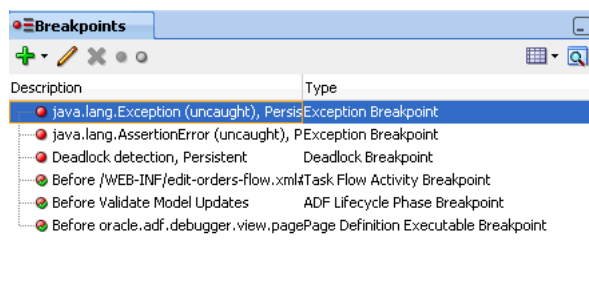 Breakpoints
Description Type
java.lang.Exception (uncaught), Persis Exception Breakpoint
java.lang.AssertionError (uncaught), P Exception Breakpoint
Deadlock detection, Persistent Deadlock Breakpoint
Before /WEB-INF/edit-orders-flow.xml# Task Flow Activity Breakpoint
Before Validate Model Updates ADF Lifecycle Phase Breakpoint
Before oracle.adf.debugger.view.page Page Definition Executable Breakpoint